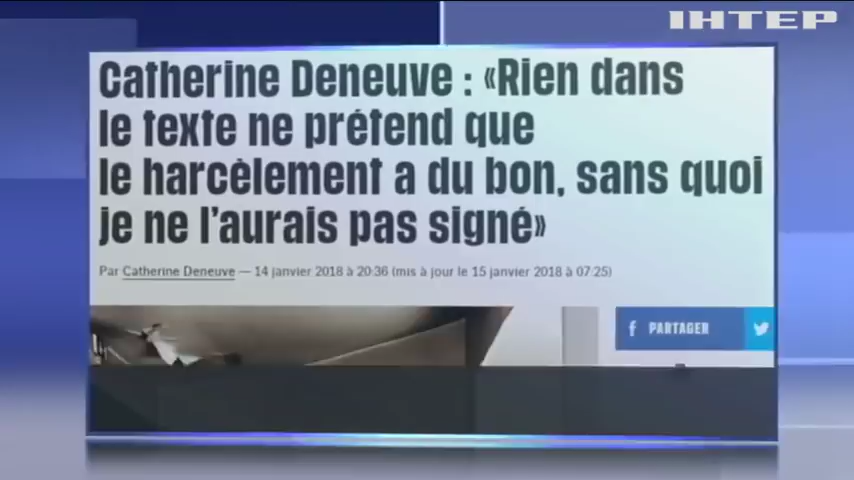 ІНТЕР
Catherine Deneuve : «Rien dans
le texte ne prétend que
le harcèlement a du bon, sans quoi
je ne l'aurais pas signé»
Par Catherine Deneuve — 14 janvier 2018 à 20:36 (mis à jour le 15 janvier 2018 à 07:25)
f PARTAGER